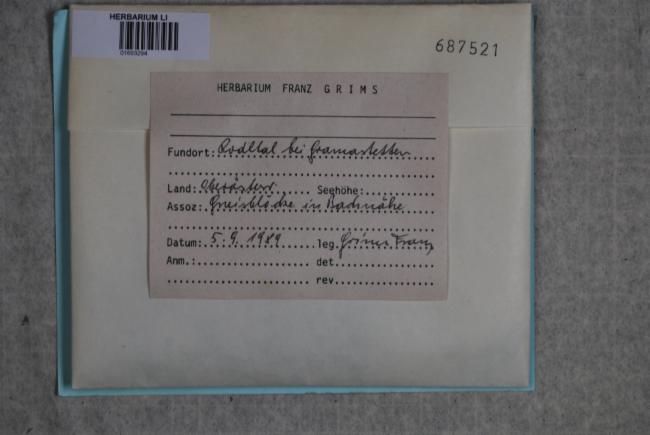 HERBARIUM LI
687521
HERBARIUM FRANZ GRIMS
Fundort: Rodltal bei Gramastetten
Land: Oberösterr. Seehöhe:
Assoz: Gneisblöcke in Bachnähe
Datum: 5.9.1989 leg. Grims Franz
Anm.: det.
rev.